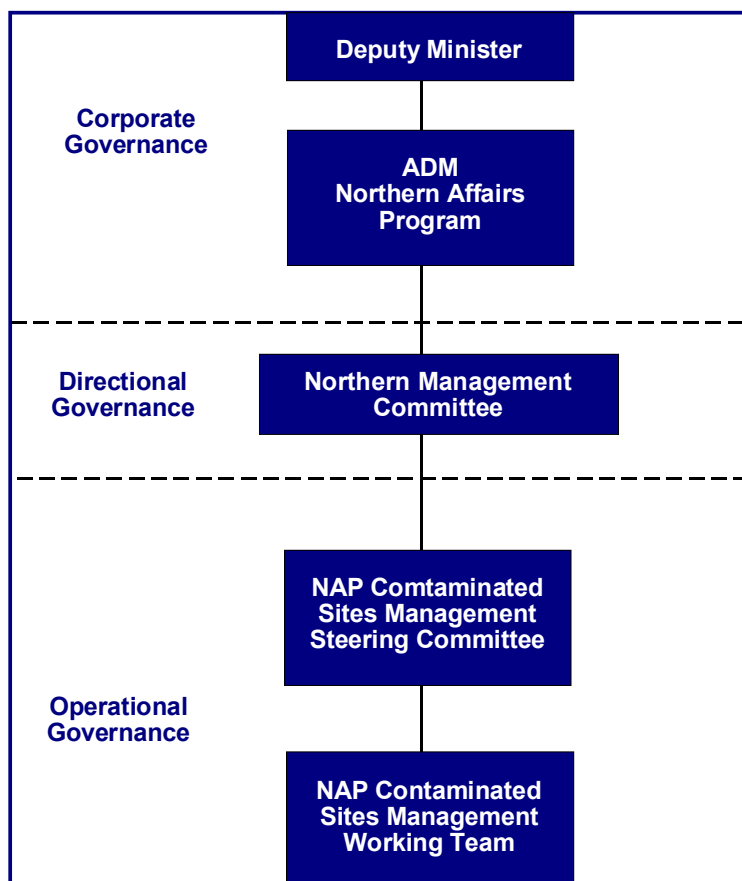 Deputy Minister
Corporate
Governance
ADM
Northern Affairs
Program
Directional
Governance
Northern Management
Committee
NAP Comtaminated
Sites Management
Steering Committee
Operational
Governance
NAP Contaminated
Sites Management
Working Team